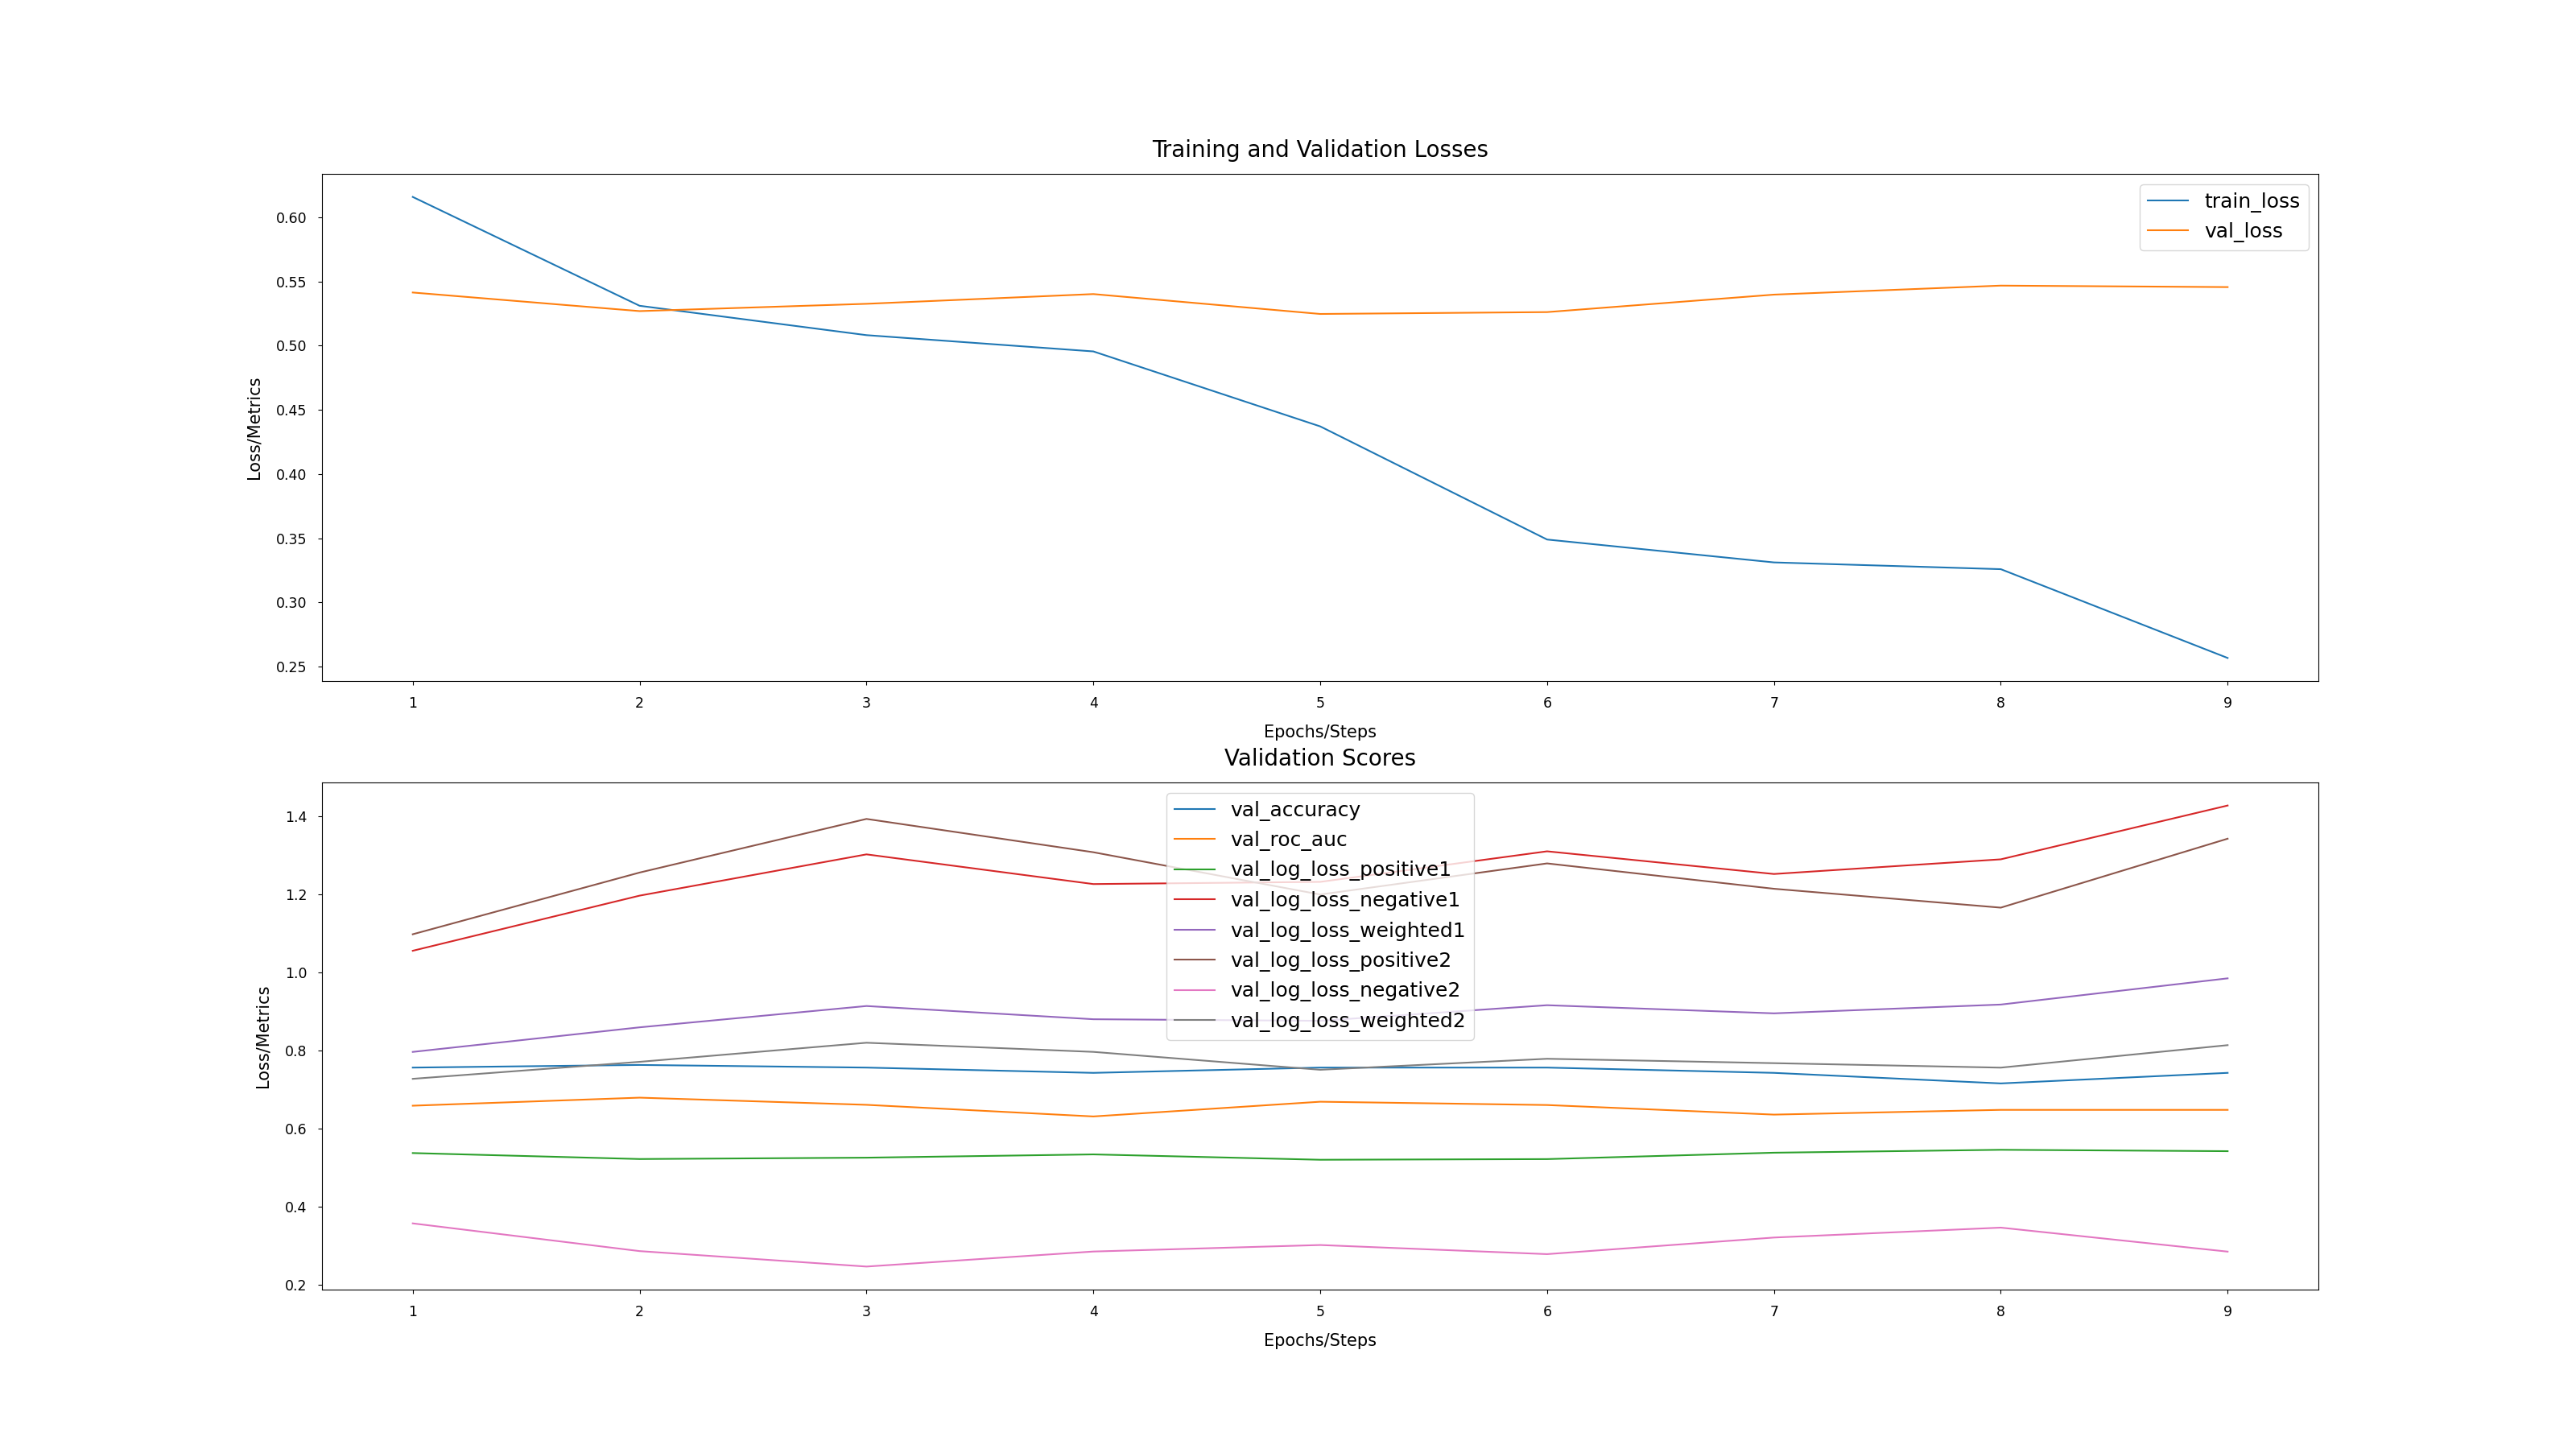 Training and Validation Losses
train_loss
val_loss
0.60
0.55
0.50
0.45
0.40
0.35
0.30
0.25
Loss/Metrics
1 2 3 4 5 6 7 8 9
Epochs/Steps
Validation Scores
val_accuracy
val_roc_auc
val_log_loss_positive1
val_log_loss_negative1
val_log_loss_weighted1
val_log_loss_positive2
val_log_loss_negative2
val_log_loss_weighted2
1.4
1.2
1.0
0.8
0.6
0.4
0.2
Loss/Metrics
1 2 3 4 5 6 7 8 9
Epochs/Steps